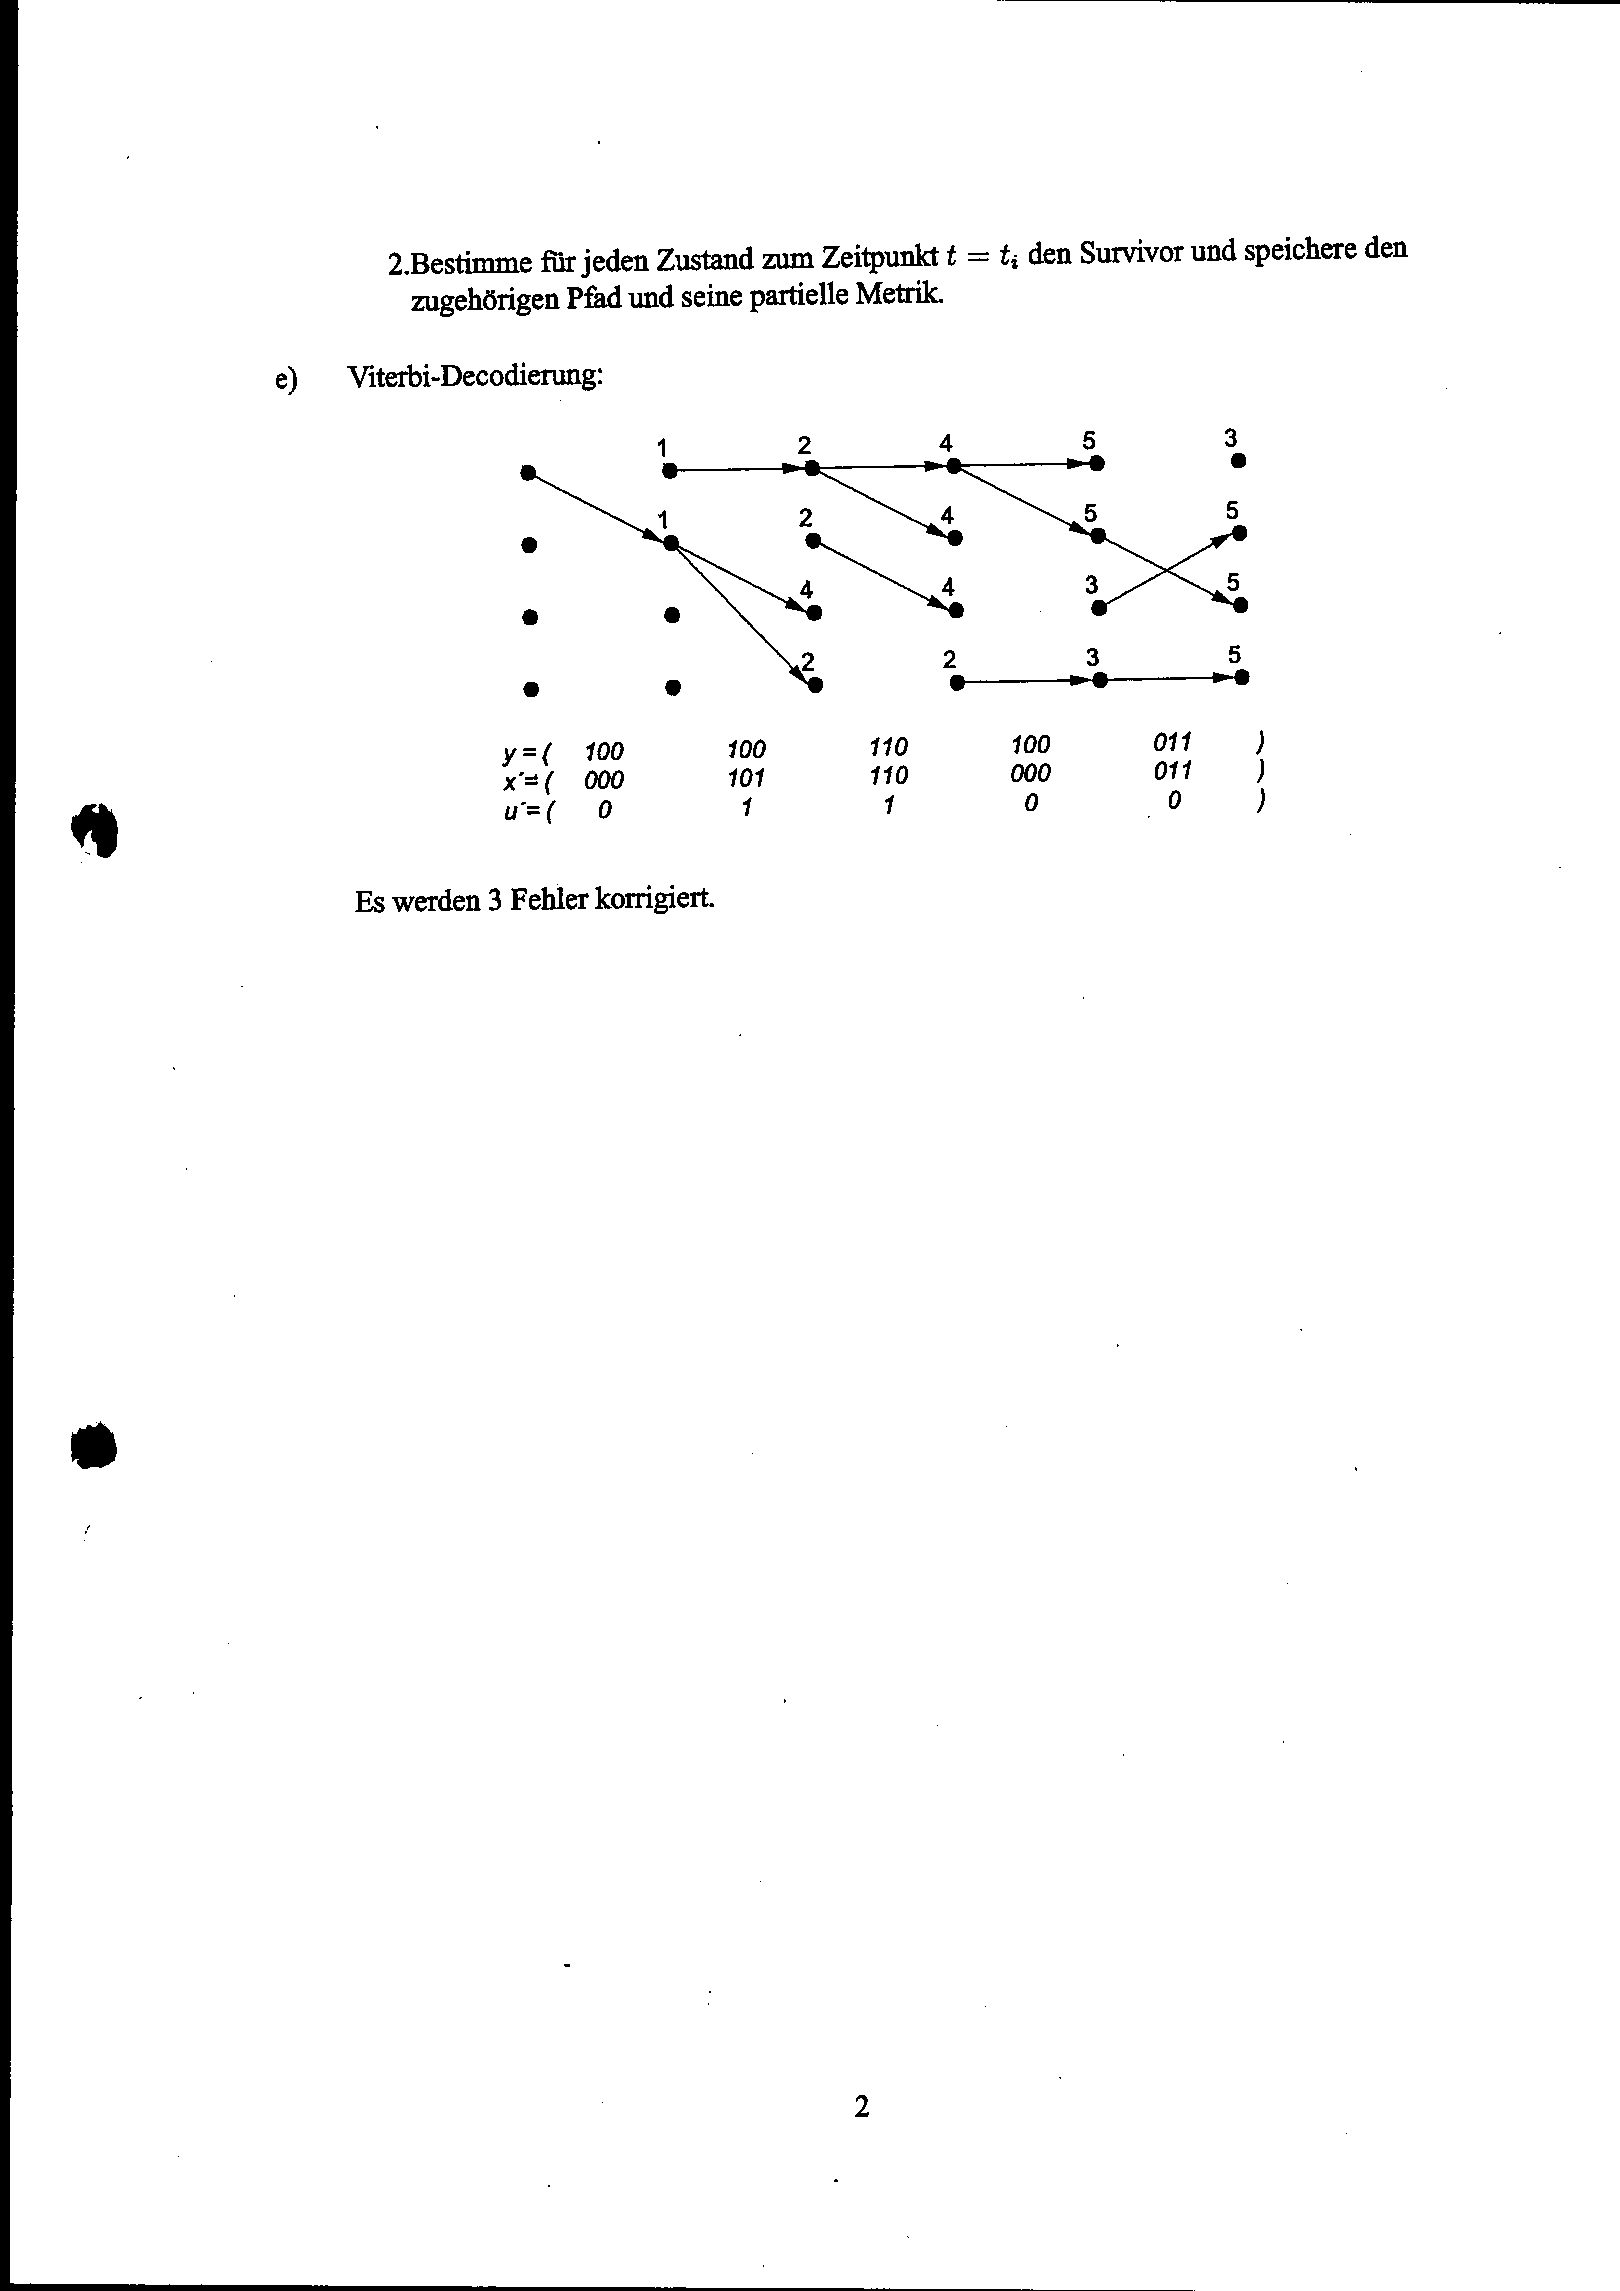 2.Bestimme für jeden Zustand zum Zeitpunkt t = tᵢ den Survivor und speichere den
zugehörigen Pfad und seine partielle Metrik.
e) Viterbi-Decodierung:
1 2 4 5 3
1 2 4 5 5
4 4 3 5
2 2 3 5
y = ( 100 100 110 100 011 )
x´= ( 000 101 110 000 011 )
u´= ( 0 1 1 0 0 )
Es werden 3 Fehler korrigiert.
2